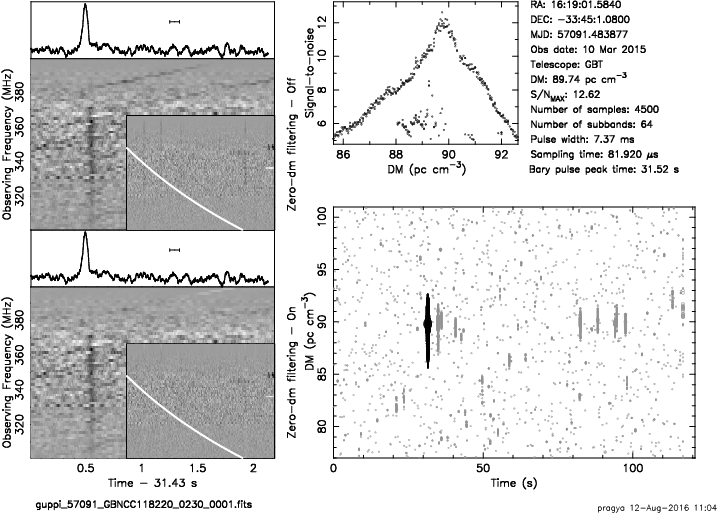 Observing Frequency (MHz)
380
360
340
320
Zero-dm filtering - Off
Observing Frequency (MHz)
380
360
340
320
Zero-dm filtering - On
0.5 1 1.5 2
Time - 31.43 s
guppi_57091_GBNCC118220_0230_0001.fits
Signal-to-noise
12
10
8
6
86 88 90 92
DM (pc cm-3)
RA: 16:19:01.5840
DEC: -33:45:1.0800
MJD: 57091.483877
Obs date: 10 Mar 2015
Telescope: GBT
DM: 89.74 pc cm-3
S/NMAX: 12.62
Number of samples: 4500
Number of subbands: 64
Pulse width: 7.37 ms
Sampling time: 81.920 μs
Bary pulse peak time: 31.52 s
DM (pc cm-3)
100
95
90
85
80
0 50 100
Time (s)
pragya 12-Aug-2016 11:04